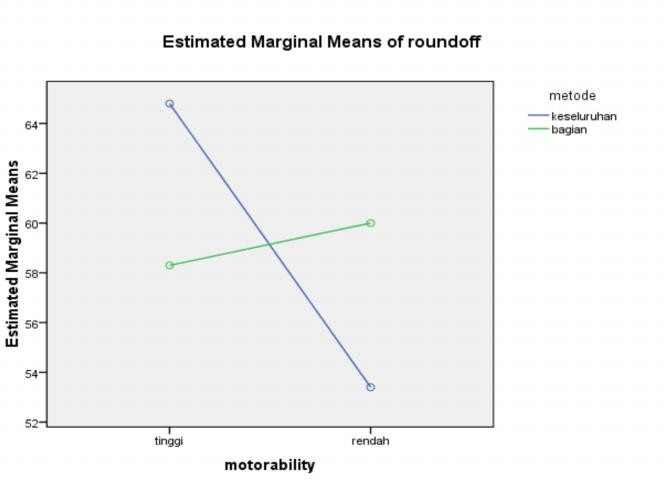 Estimated Marginal Means of roundoff
metode
keseluruhan
bagian
Estimated Marginal Means
64
62
60
58
56
54
52
tinggi
rendah
motorability